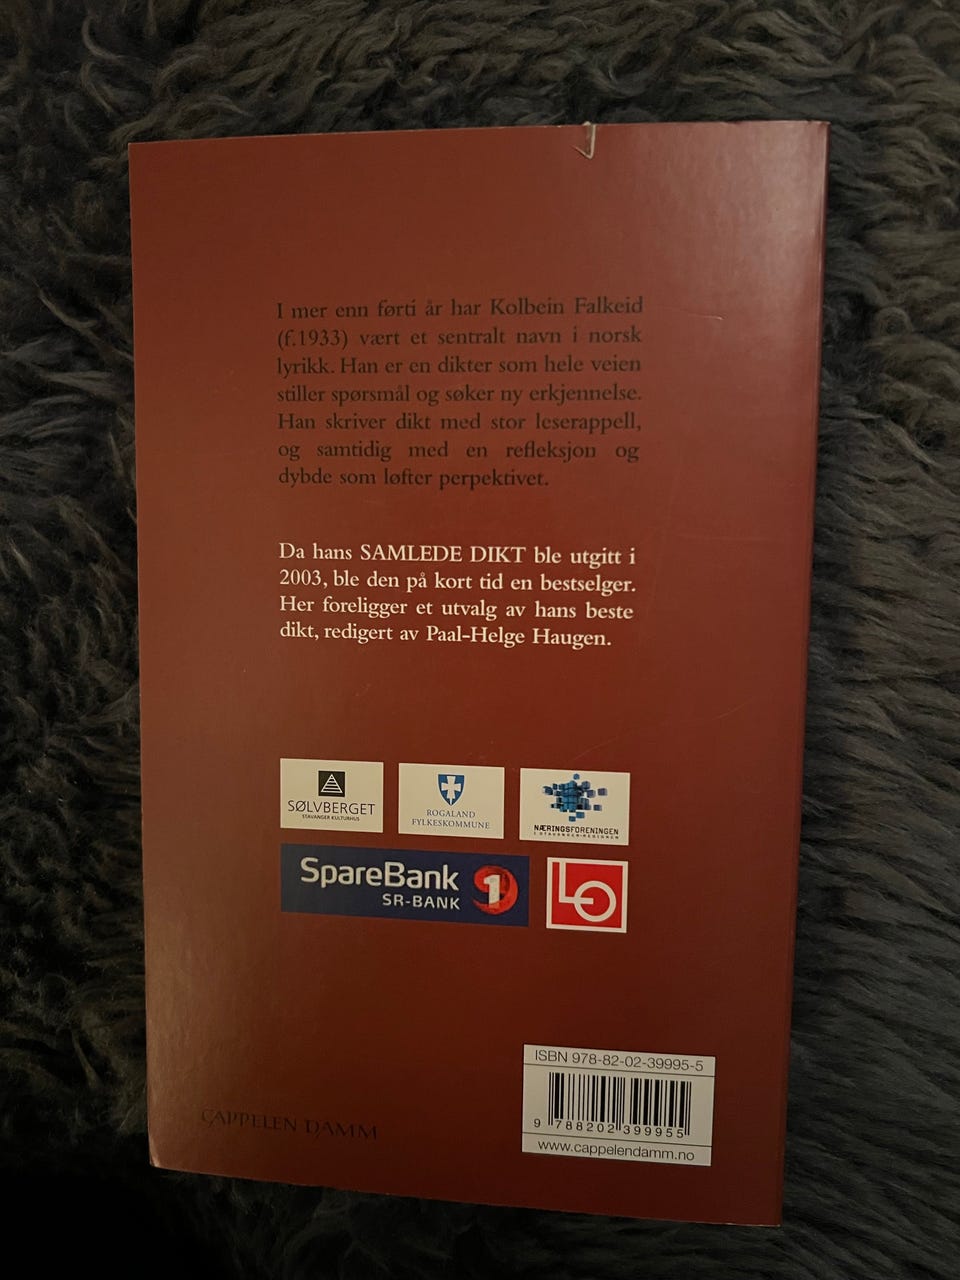 I mer enn førti år har Kolbein Falkeid
(f.1933) vært et sentralt navn i norsk
lyrikk. Han er en dikter som hele veien
stiller spørsmål og søker ny erkjennelse.
Han skriver dikt med stor leserappell,
og samtidig med en refleksjon og
dybde som løfter perpektivet.
Da hans SAMLEDE DIKT ble utgitt i
2003, ble den på kort tid en bestselger.
Her foreligger et utvalg av hans beste
dikt, redigert av Paal-Helge Haugen.
SØLVBERGET
STAVANGER KULTURHUS
ROGALAND
FYLKESKOMMUNE
NÆRINGSFORENINGEN
I STAVANGER-REGIONEN
SpareBank 1
SR-BANK
LO
CAPPELEN DAMM
ISBN 978-82-02-39995-5
9 788202 399955
www.cappelendamm.no